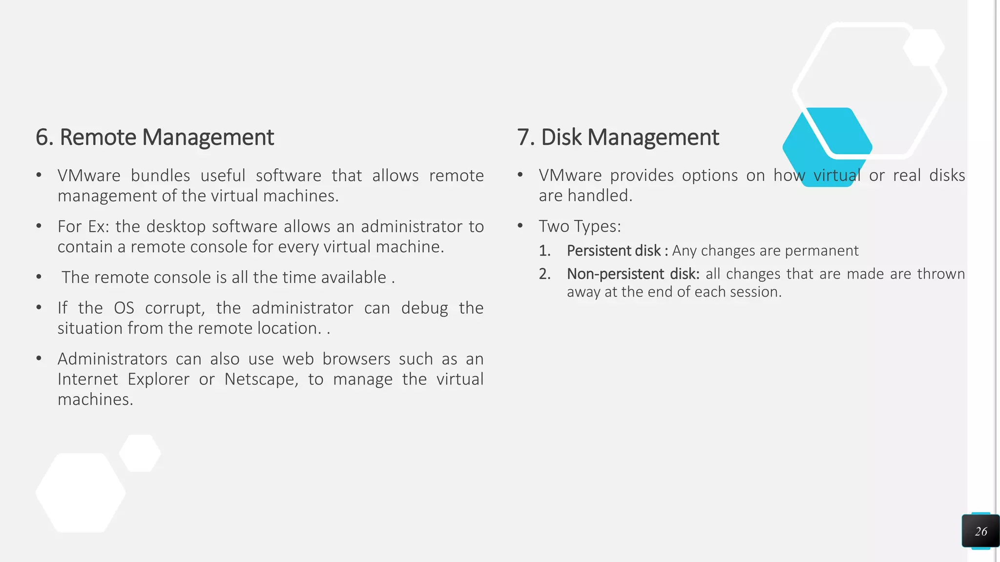 6. Remote Management
• VMware bundles useful software that allows remote
management of the virtual machines.
• For Ex: the desktop software allows an administrator to
contain a remote console for every virtual machine.
• The remote console is all the time available .
• If the OS corrupt, the administrator can debug the
situation from the remote location. .
• Administrators can also use web browsers such as an
Internet Explorer or Netscape, to manage the virtual
machines.
7. Disk Management
• VMware provides options on how virtual or real disks
are handled.
• Two Types:
1. Persistent disk : Any changes are permanent
2. Non-persistent disk: all changes that are made are thrown
away at the end of each session.
26